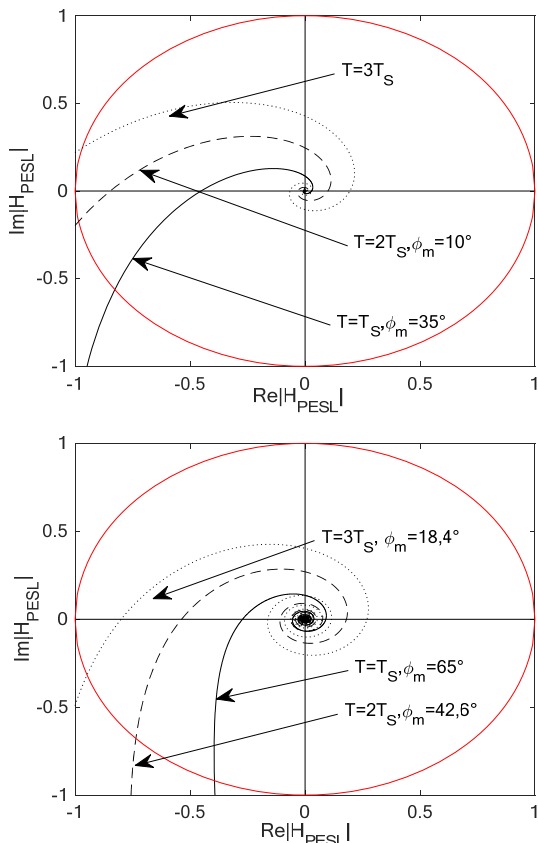 1
0.5
0
-0.5
-1
Im|H_PESL|
T=3T_S
T=2T_S,ϕ_m=10°
T=T_S,ϕ_m=35°
-1 -0.5 0 0.5 1
Re|H_PESL|
1
0.5
0
-0.5
-1
Im|H_PESL|
T=3T_S, ϕ_m=18,4°
T=T_S,ϕ_m=65°
T=2T_S,ϕ_m=42,6°
-1 -0.5 0 0.5 1
Re|H_PESL|